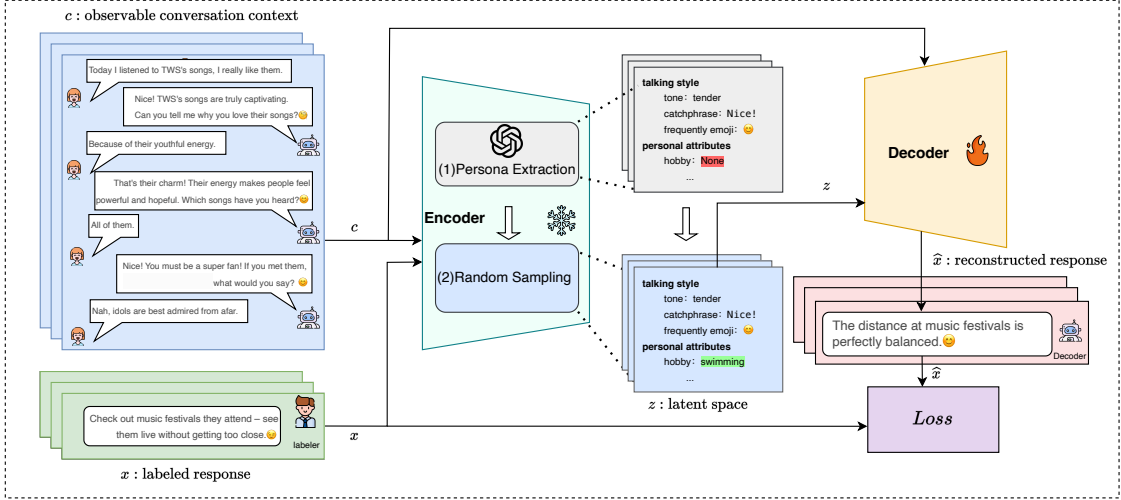 c : observable conversation context
Today I listened to TWS's songs, I really like them.
Nice! TWS's songs are truly captivating.
Can you tell me why you love their songs?🤔
Because of their youthful energy.
That's their charm! Their energy makes people feel
powerful and hopeful. Which songs have you heard?😊
All of them.
Nice! You must be a super fan! If you met them,
what would you say? 😊
Nah, idols are best admired from afar.
Check out music festivals they attend – see
them live without getting too close.😉
labeler
x : labeled response
c
x
Encoder
(1)Persona Extraction
(2)Random Sampling
talking style
tone: tender
catchphrase: Nice!
frequently emoji: 😊
personal attributes
hobby: None
...
talking style
tone: tender
catchphrase: Nice!
frequently emoji: 😊
personal attributes
hobby: swimming
...
z : latent space
z
Decoder
x̂ : reconstructed response
The distance at music festivals is
perfectly balanced.😊
Decoder
x̂
Loss